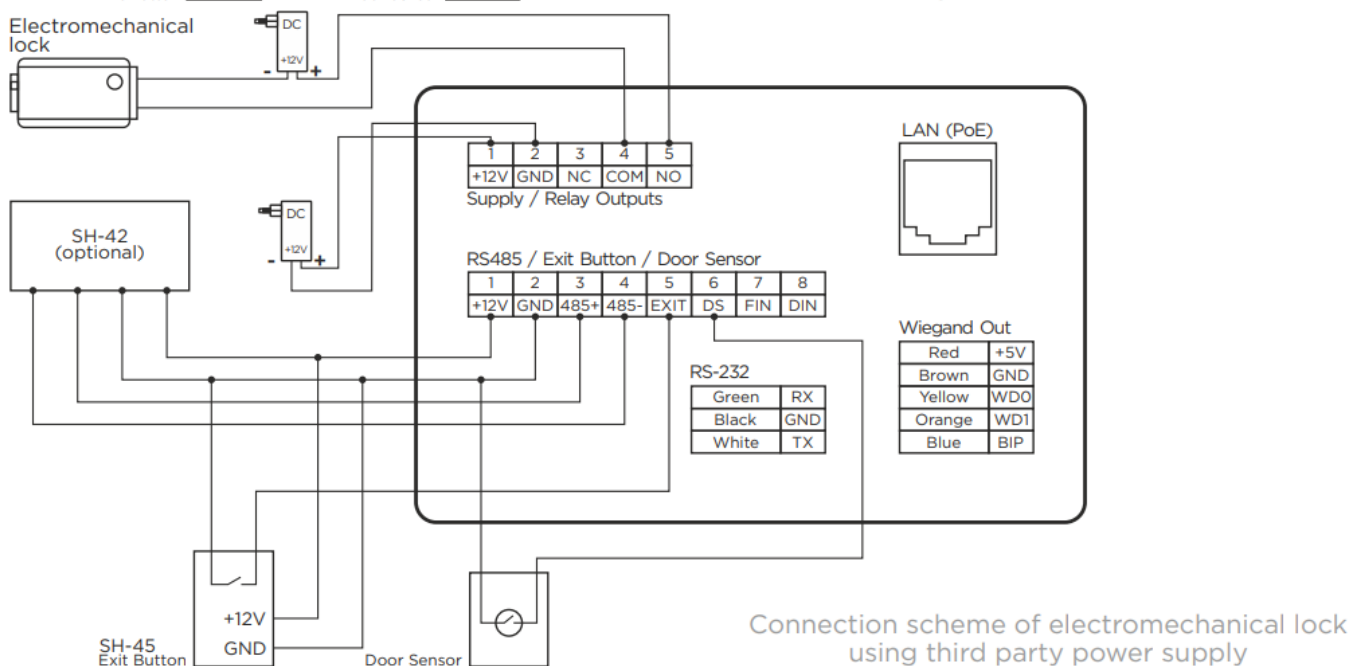 Electromechanical
lock
DC
+12V
- +
LAN (PoE)
1 2 3 4 5
+12V GND NC COM NO
Supply / Relay Outputs
SH-42
(optional)
DC
+12V
- +
RS485 / Exit Button / Door Sensor
1 2 3 4 5 6 7 8
+12V GND 485+ 485- EXIT DS FIN DIN
Wiegand Out
Red +5V
Brown GND
Yellow WD0
Orange WD1
Blue BIP
RS-232
Green RX
Black GND
White TX
+12V
GND
SH-45
Exit Button
Door Sensor
Connection scheme of electromechanical lock
using third party power supply